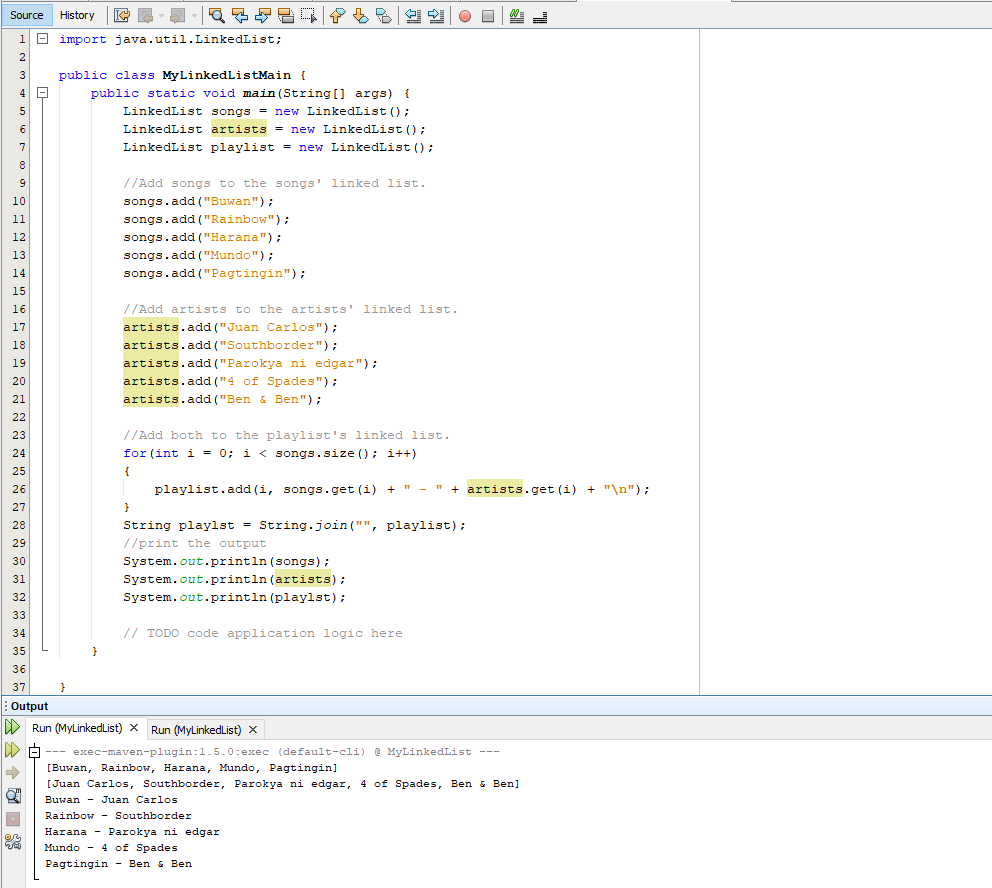 Source History
1 import java.util.LinkedList;
2
3 public class MyLinkedListMain {
4 public static void main(String[] args) {
5 LinkedList songs = new LinkedList();
6 LinkedList artists = new LinkedList();
7 LinkedList playlist = new LinkedList();
8
9 //Add songs to the songs' linked list.
10 songs.add("Buwan");
11 songs.add("Rainbow");
12 songs.add("Harana");
13 songs.add("Mundo");
14 songs.add("Pagtingin");
15
16 //Add artists to the artists' linked list.
17 artists.add("Juan Carlos");
18 artists.add("Southborder");
19 artists.add("Parokya ni edgar");
20 artists.add("4 of Spades");
21 artists.add("Ben & Ben");
22
23 //Add both to the playlist's linked list.
24 for(int i = 0; i < songs.size(); i++)
25 {
26 playlist.add(i, songs.get(i) + " - " + artists.get(i) + "\n");
27 }
28 String playlst = String.join("", playlist);
29 //print the output
30 System.out.println(songs);
31 System.out.println(artists);
32 System.out.println(playlst);
33
34 // TODO code application logic here
35 }
36
37 }
Output
Run (MyLinkedList) Run (MyLinkedList)
--- exec-maven-plugin:1.5.0:exec (default-cli) @ MyLinkedList ---
[Buwan, Rainbow, Harana, Mundo, Pagtingin]
[Juan Carlos, Southborder, Parokya ni edgar, 4 of Spades, Ben & Ben]
Buwan - Juan Carlos
Rainbow - Southborder
Harana - Parokya ni edgar
Mundo - 4 of Spades
Pagtingin - Ben & Ben